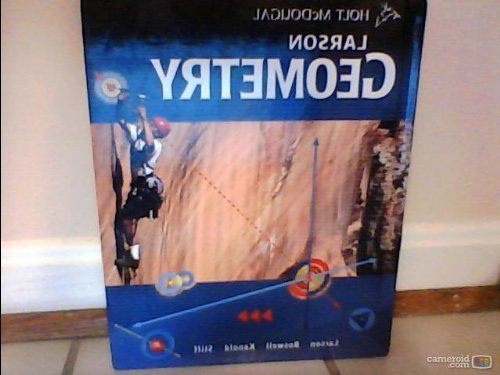 HOLT McDOUGAL
LARSON
GEOMETRY
Larson Boswell Kanold Stiff
cameroid.com